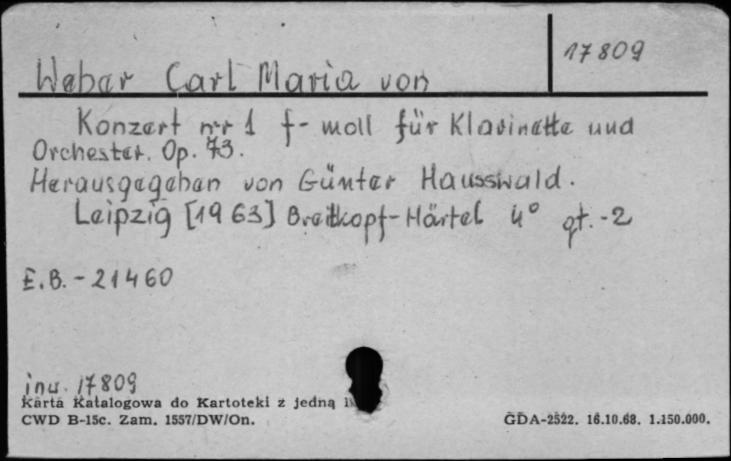 17809
Weber Carl Maria von
Konzert nr 1 f-moll für Klarinette und
Orchester. Op. 73.
Herausgegeben von Günter Hausswald.
Leipzig [1963] Breitkopf-Härtel 4° gt.-2
E.B.-21460
inw. 17809
Karta Katalogowa do Kartoteki z jedną
CWD B-15c. Zam. 1557/DW/On.
GDA-2522. 16.10.68. 1.150.000.